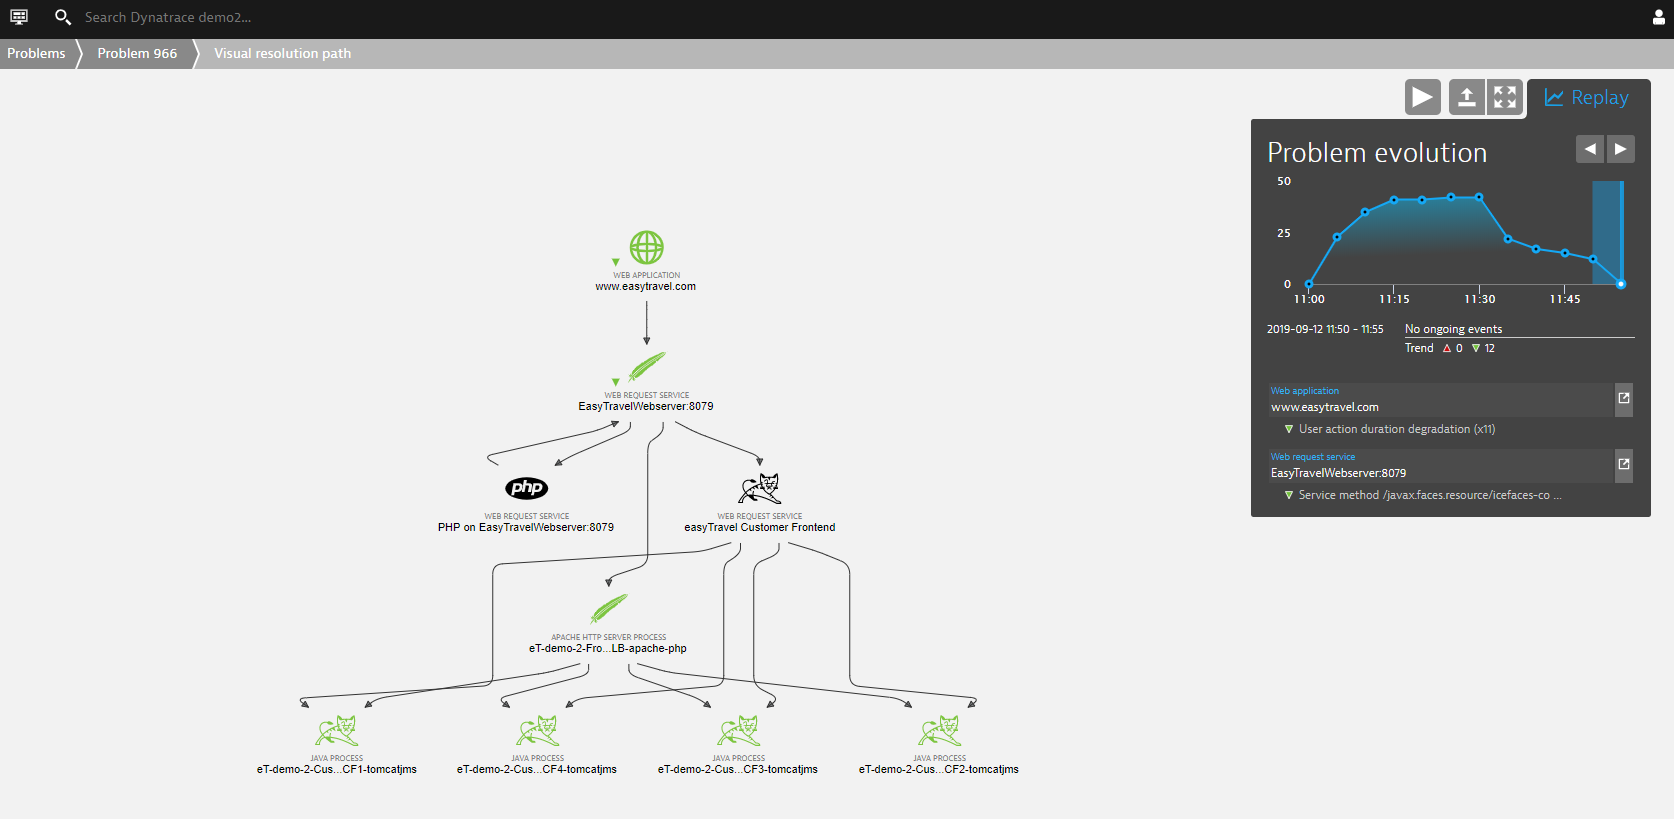 Search Dynatrace demo2...
Problems
Problem 966
Visual resolution path
Replay
Problem evolution
50
25
0
11:00 11:15 11:30 11:45
2019-09-12 11:50 - 11:55
No ongoing events
Trend 0 12
Web application
www.easytravel.com
User action duration degradation (x11)
Web request service
EasyTravelWebserver:8079
Service method /javax.faces.resource/icefaces-co ...
WEB APPLICATION
www.easytravel.com
WEB REQUEST SERVICE
EasyTravelWebserver:8079
php
WEB REQUEST SERVICE
PHP on EasyTravelWebserver:8079
WEB REQUEST SERVICE
easyTravel Customer Frontend
APACHE HTTP SERVER PROCESS
eT-demo-2-Fro...LB-apache-php
JAVA PROCESS
eT-demo-2-Cus...CF1-tomcatjms
JAVA PROCESS
eT-demo-2-Cus...CF4-tomcatjms
JAVA PROCESS
eT-demo-2-Cus...CF3-tomcatjms
JAVA PROCESS
eT-demo-2-Cus...CF2-tomcatjms